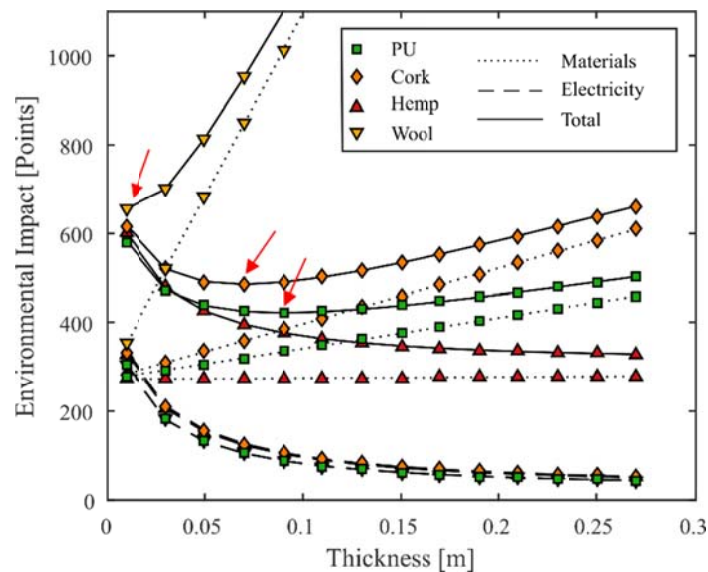 1000
800
600
400
200
0
Environmental Impact [Points]
PU
Cork
Hemp
Wool
Materials
Electricity
Total
0
0.05
0.1
0.15
0.2
0.25
0.3
Thickness [m]